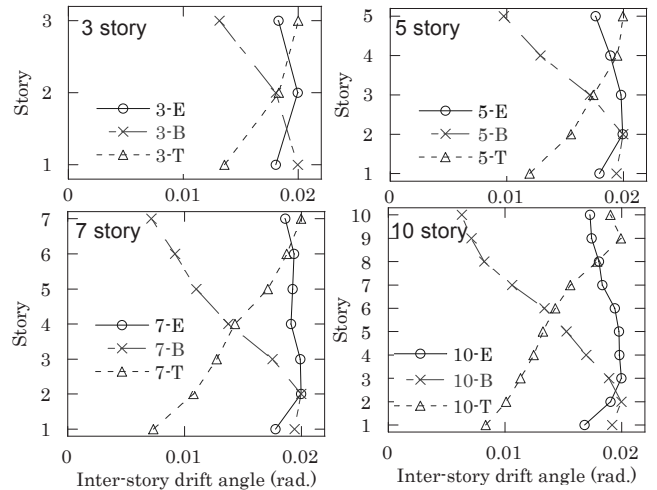 3 story
Story
3
2
1
3-E
3-B
3-T
0
0.01
0.02
5 story
Story
5
4
3
2
1
5-E
5-B
5-T
0
0.01
0.02
7 story
Story
7
6
5
4
3
2
1
7-E
7-B
7-T
0
0.01
0.02
Inter-story drift angle (rad.)
10 story
Story
10
9
8
7
6
5
4
3
2
1
10-E
10-B
10-T
0
0.01
0.02
Inter-story drift angle (rad.)